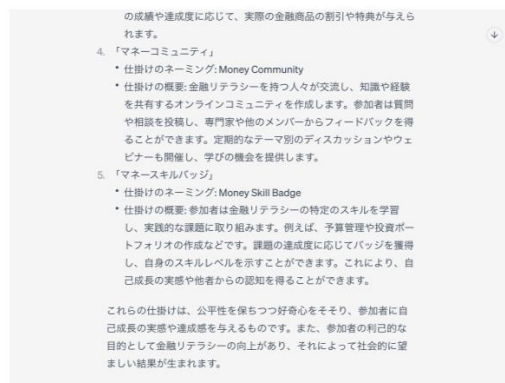 の成績や達成度に応じて、実際の金融商品の割引や特典が与えら
れます。
4. 「マネーコミュニティ」
• 仕掛けのネーミング: Money Community
• 仕掛けの概要: 金融リテラシーを持つ人々が交流し、知識や経験
を共有するオンラインコミュニティを作成します。参加者は質問
や相談を投稿し、専門家や他のメンバーからフィードバックを得
ることができます。定期的なテーマ別のディスカッションやウェ
ビナーも開催し、学びの機会を提供します。
5. 「マネースキルバッジ」
• 仕掛けのネーミング: Money Skill Badge
• 仕掛けの概要: 参加者は金融リテラシーの特定のスキルを学習
し、実践的な課題に取り組みます。例えば、予算管理や投資ポー
トフォリオの作成などです。課題の達成度に応じてバッジを獲得
し、自身のスキルレベルを示すことができます。これにより、自
己成長の実感や他者からの認知を得ることができます。
これらの仕掛けは、公平性を保ちつつ好奇心をそそり、参加者に自
己成長の実感や達成感を与えるものです。また、参加者の利己的な
目的として金融リテラシーの向上があり、それによって社会的に望
ましい結果が生まれます。